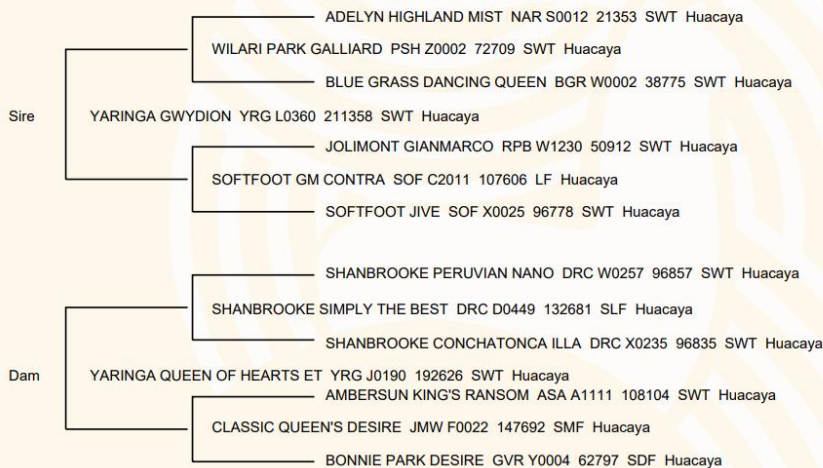 ADELYN HIGHLAND MIST NAR S0012 21353 SWT Huacaya
WILARI PARK GALLIARD PSH Z0002 72709 SWT Huacaya
BLUE GRASS DANCING QUEEN BGR W0002 38775 SWT Huacaya
Sire YARINGA GWYDION YRG L0360 211358 SWT Huacaya
JOLIMONT GIANMARCO RPB W1230 50912 SWT Huacaya
SOFTFOOT GM CONTRA SOF C2011 107606 LF Huacaya
SOFTFOOT JIVE SOF X0025 96778 SWT Huacaya
SHANBROOKE PERUVIAN NANO DRC W0257 96857 SWT Huacaya
SHANBROOKE SIMPLY THE BEST DRC D0449 132681 SLF Huacaya
SHANBROOKE CONCHATONCA ILLA DRC X0235 96835 SWT Huacaya
Dam YARINGA QUEEN OF HEARTS ET YRG J0190 192626 SWT Huacaya
AMBERSUN KING'S RANSOM ASA A1111 108104 SWT Huacaya
CLASSIC QUEEN'S DESIRE JMW F0022 147692 SMF Huacaya
BONNIE PARK DESIRE GVR Y0004 62797 SDF Huacaya